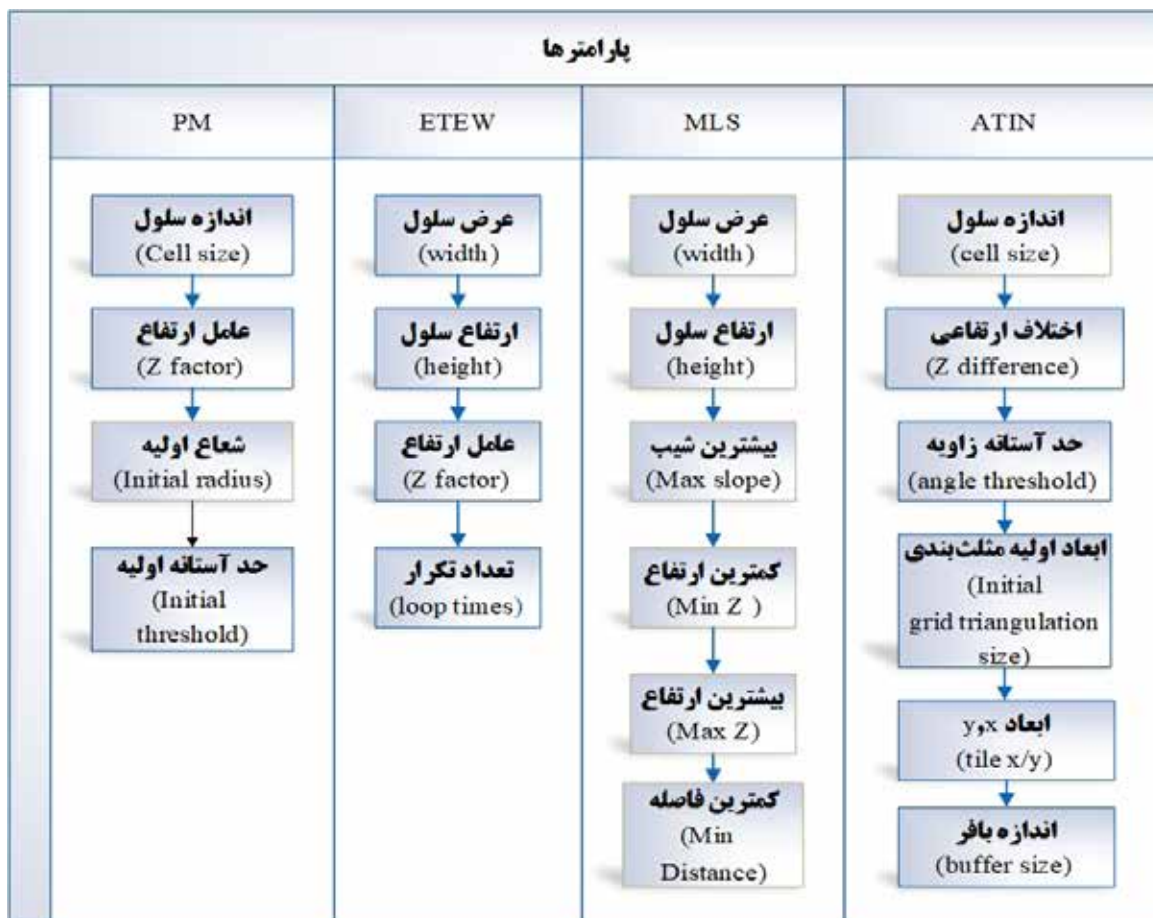 پارامترها
PM
ETEW
MLS
ATIN
اندازه سلول
(Cell size)
عامل ارتفاع
(Z factor)
شعاع اولیه
(Initial radius)
حد آستانه اولیه
(Initial
threshold)
عرض سلول
(width)
ارتفاع سلول
(height)
عامل ارتفاع
(Z factor)
تعداد تکرار
(loop times)
عرض سلول
(width)
ارتفاع سلول
(height)
بیشترین شیب
(Max slope)
کمترین ارتفاع
(Min Z )
بیشترین ارتفاع
(Max Z)
کمترین فاصله
(Min
Distance)
اندازه سلول
(cell size)
اختلاف ارتفاعی
(Z difference)
حد آستانه زاویه
(angle threshold)
ابعاد اولیه مثلث‌بندی
(Initial
grid triangulation
size)
ابعاد y,x
(tile x/y)
اندازه بافر
(buffer size)